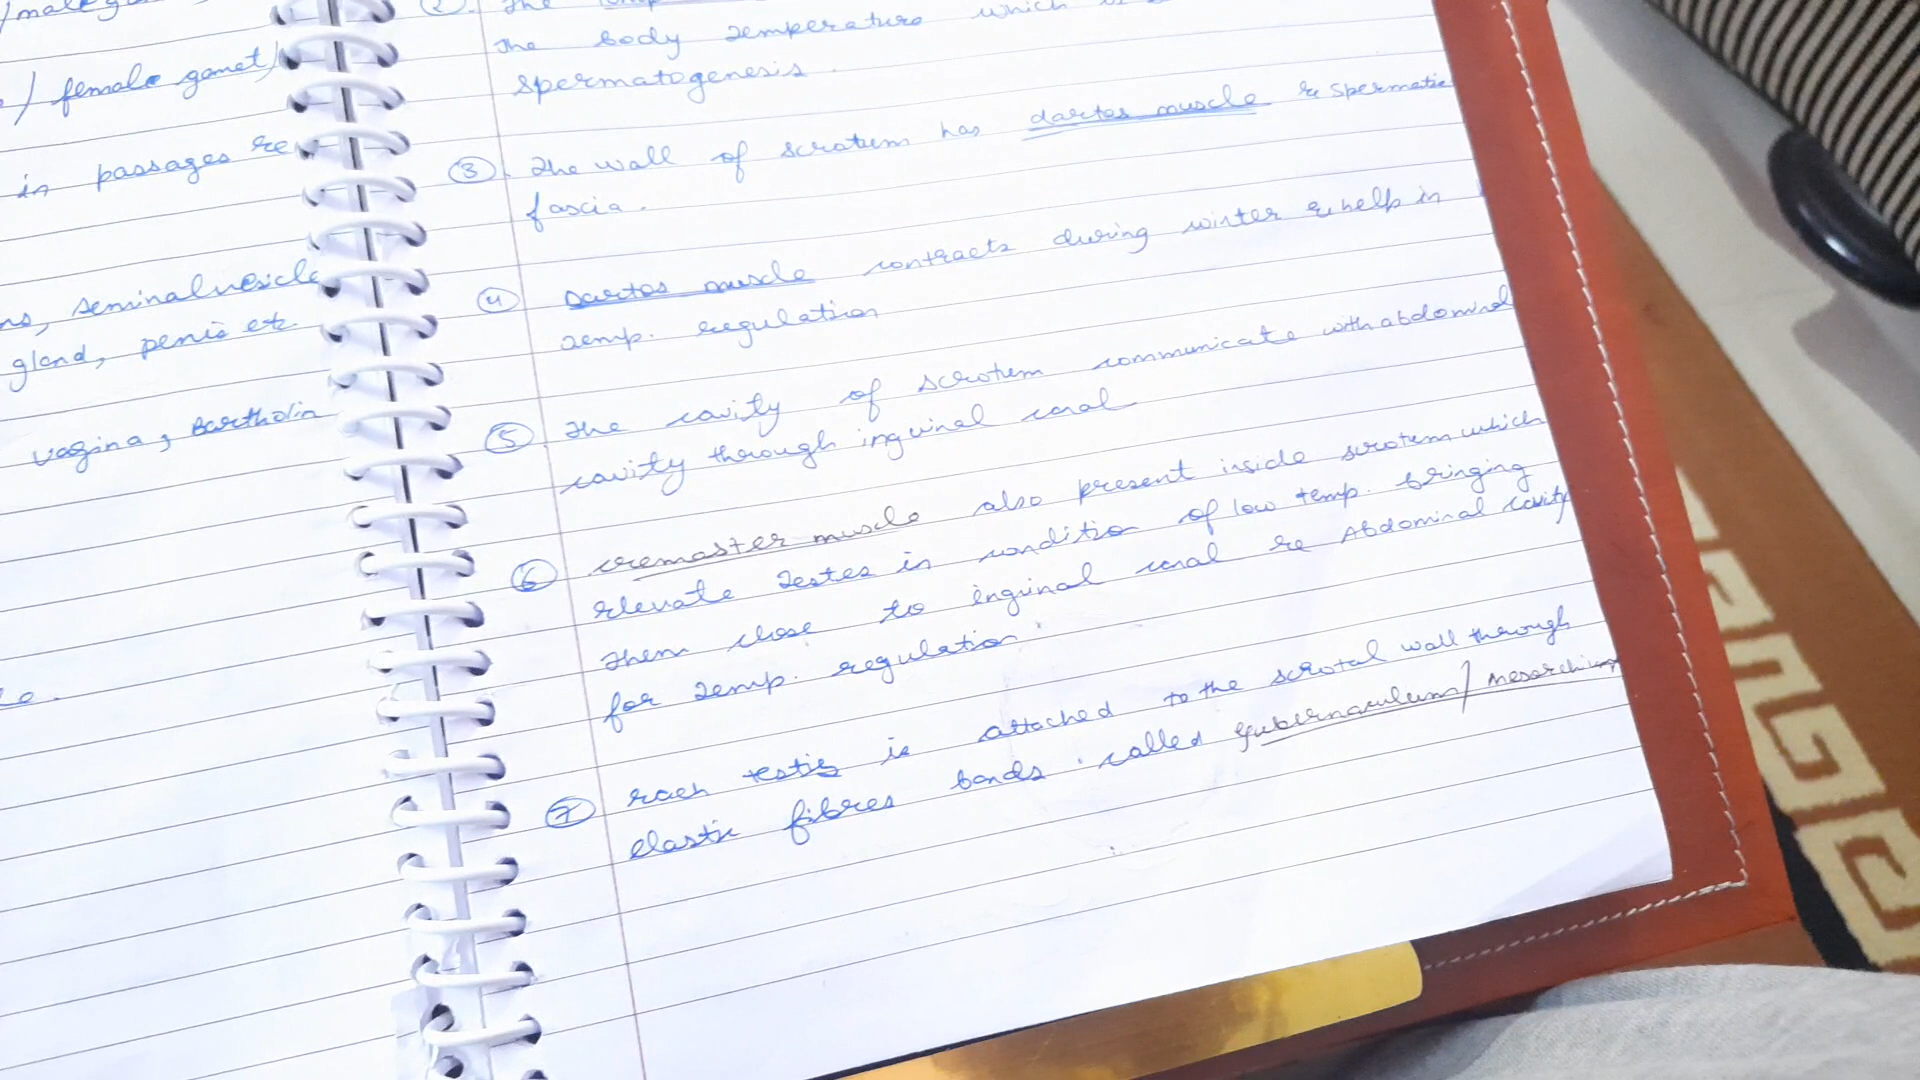 female gamet/
in passages
seminal vesicle
gland, penis etc.
vagina, Bartholin
② The
the body temperature which
spermatogenesis.
③. The wall of scrotum has dartos muscle & spermatic
fascia.
④ Dartos muscle contracts during winter & help in
temp. regulation
⑤ The cavity of scrotum communicate with abdominal
cavity through inguinal canal
⑥ cremaster muscle also present inside scrotum which
elevate testes in condition of low temp. bringing
them close to inguinal canal & Abdominal cavity
for temp. regulation
⑦ each testis is attached to the scrotal wall through
elastic fibres bands. called gubernaculum/